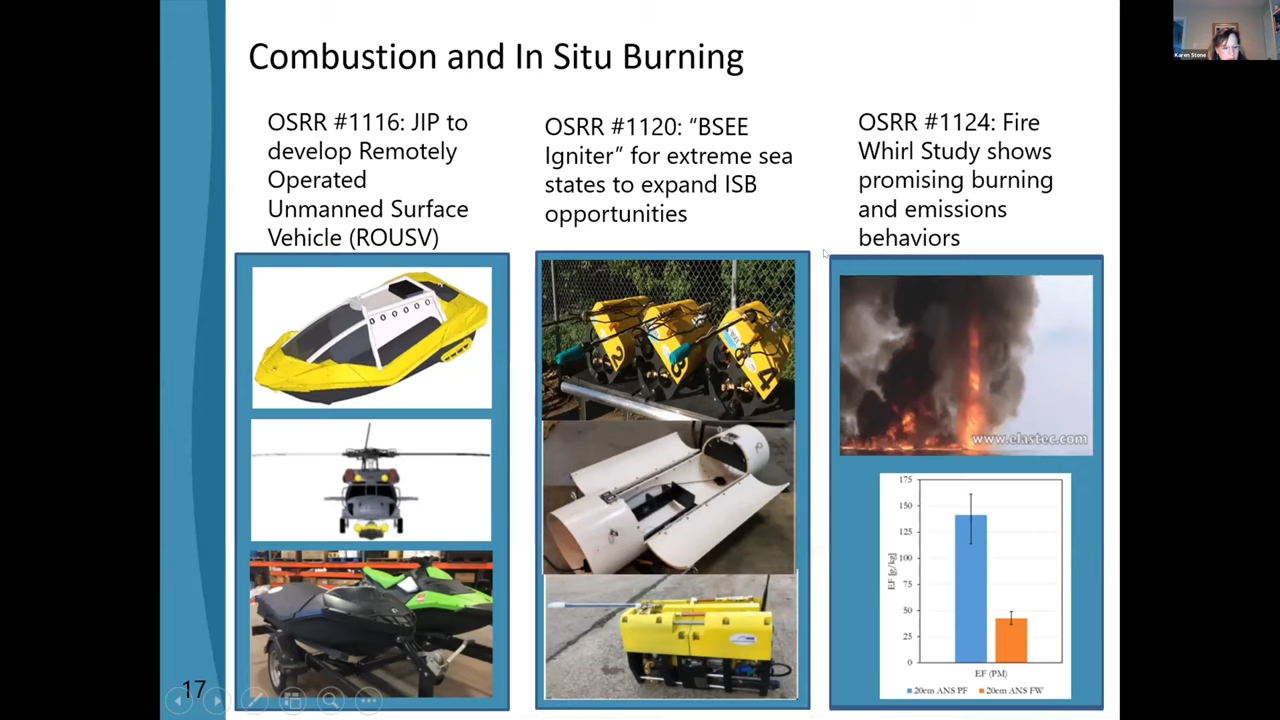 Combustion and In Situ Burning
OSRR #1116: JIP to
develop Remotely
Operated
Unmanned Surface
Vehicle (ROUSV)
OSRR #1120: “BSEE
Igniter” for extreme sea
states to expand ISB
opportunities
OSRR #1124: Fire
Whirl Study shows
promising burning
and emissions
behaviors
2
3
4
www.elastec.com
175
150
125
100
75
50
25
0
EF [g/kg]
EF (PM)
20cm ANS PF
20cm ANS FW
17
Karen Stone